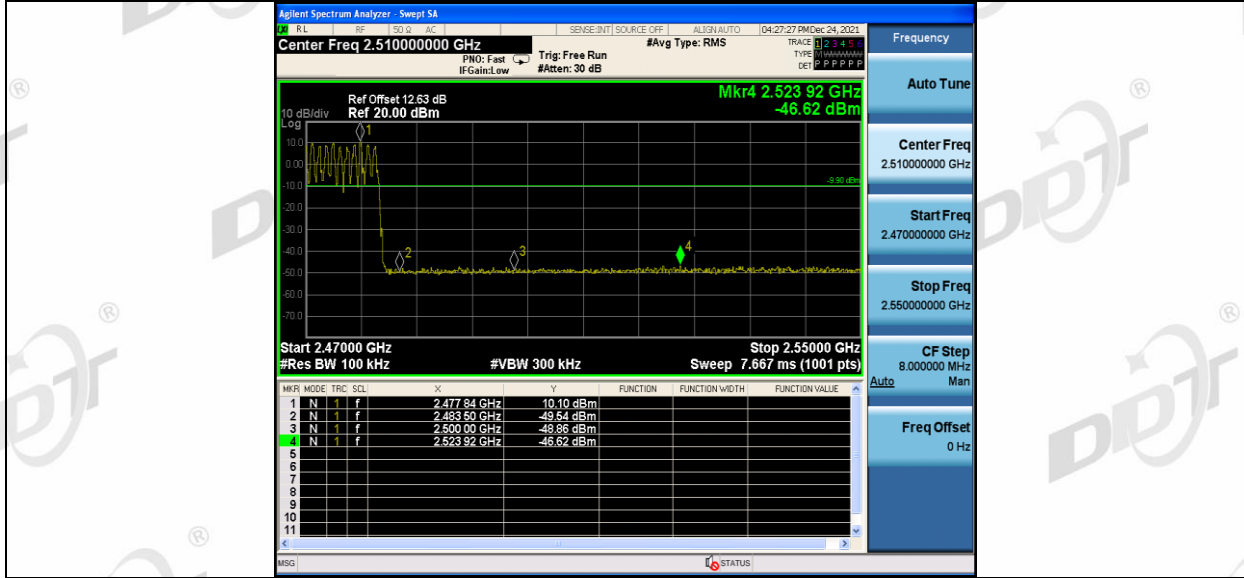 Agilent Spectrum Analyzer - Swept SA
RL RF 50 Ω AC SENSE:INT SOURCE OFF ALIGN AUTO 04:27:27 PM Dec 24, 2021
Center Freq 2.510000000 GHz
PNO: Fast
IFGain:Low
Trig: Free Run
#Atten: 30 dB
#Avg Type: RMS
TRACE 1 2 3 4 5 6
TYPE MWWWWW
DET P P P P P P
Mkr4 2.523 92 GHz
-46.62 dBm
Ref Offset 12.63 dB
10 dB/div Ref 20.00 dBm
Log
10.0
0.00
-10.0
-20.0
-30.0
-40.0
-50.0
-60.0
-70.0
1
2
3
4
-9.90 dBm
Start 2.47000 GHz Stop 2.55000 GHz
#Res BW 100 kHz #VBW 300 kHz Sweep 7.667 ms (1001 pts)
MKR MODE TRC SCL X Y FUNCTION FUNCTION WIDTH FUNCTION VALUE
1 N 1 f 2.477 84 GHz 10.10 dBm
2 N 1 f 2.483 50 GHz -49.54 dBm
3 N 1 f 2.500 00 GHz -48.86 dBm
4 N 1 f 2.523 92 GHz -46.62 dBm
5
6
7
8
9
10
11
MSG STATUS
Frequency
Auto Tune
Center Freq
2.510000000 GHz
Start Freq
2.470000000 GHz
Stop Freq
2.550000000 GHz
CF Step
8.000000 MHz
Auto Man
Freq Offset
0 Hz
DDT
®
DDT
®
DDT
®
DDT
®
®